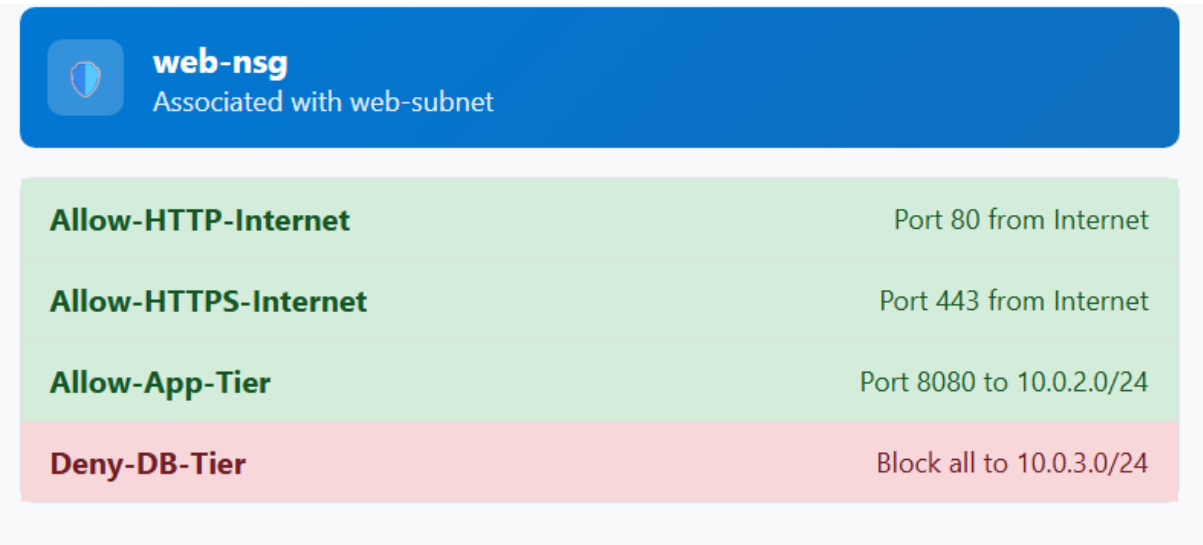 web-nsg
Associated with web-subnet
Allow-HTTP-Internet Port 80 from Internet
Allow-HTTPS-Internet Port 443 from Internet
Allow-App-Tier Port 8080 to 10.0.2.0/24
Deny-DB-Tier Block all to 10.0.3.0/24